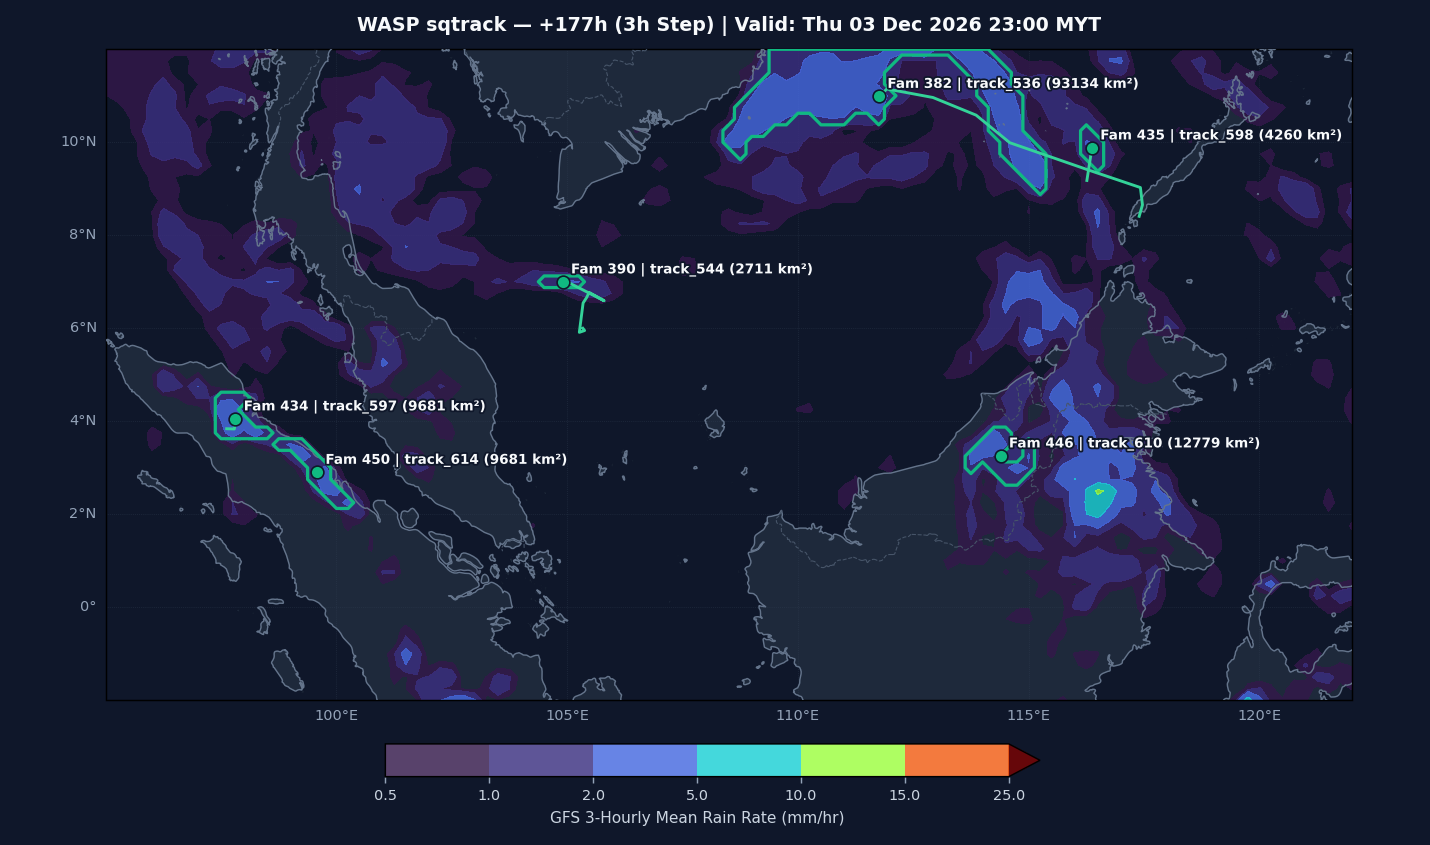 WASP sqtrack — +177h (3h Step) | Valid: Thu 03 Dec 2026 23:00 MYT
Fam 382 | track_536 (93134 km²)
Fam 435 | track_598 (4260 km²)
10°N
8°N
Fam 390 | track_544 (2711 km²)
6°N
Fam 434 | track_597 (9681 km²)
4°N
Fam 446 | track_610 (12779 km²)
Fam 450 | track_614 (9681 km²)
2°N
0°
100°E 105°E 110°E 115°E 120°E
0.5 1.0 2.0 5.0 10.0 15.0 25.0
GFS 3-Hourly Mean Rain Rate (mm/hr)